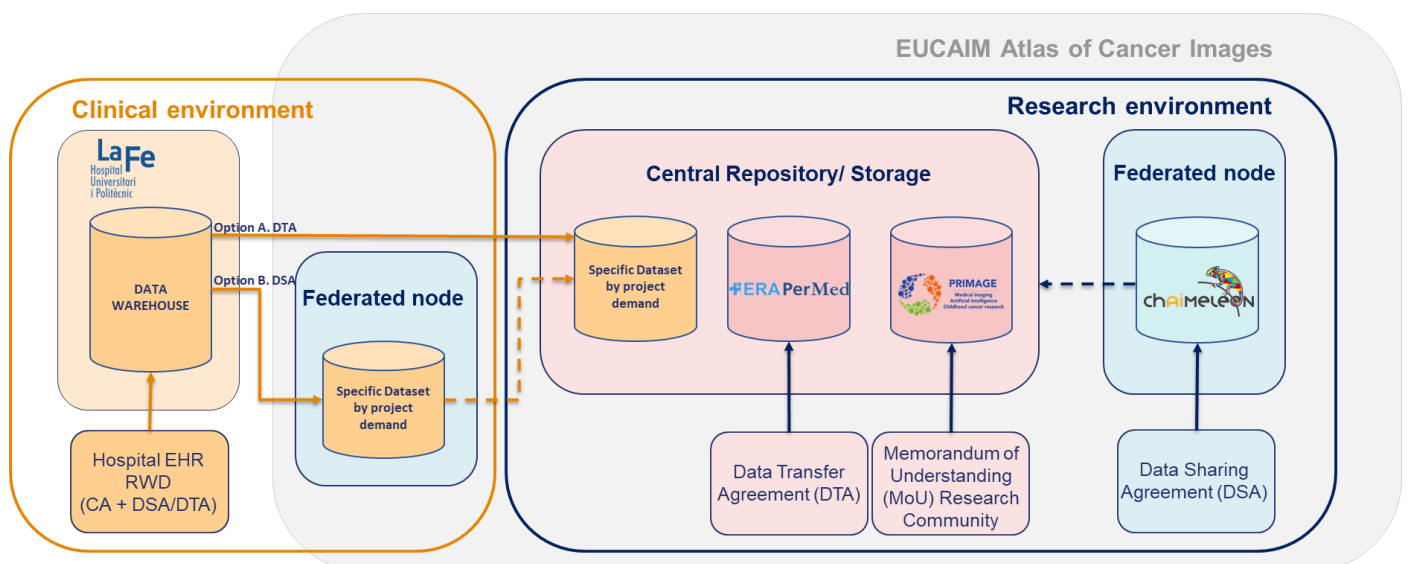 EUCAIM Atlas of Cancer Images
Clinical environment
Research environment
La Fe
Hospital
Universitari
i Politècnic
DATA
WAREHOUSE
Option A. DTA
Option B. DSA
Hospital EHR
RWD
(CA + DSA/DTA)
Federated node
Specific Dataset
by project
demand
Central Repository/ Storage
Specific Dataset
by project
demand
ERAPerMed
PRIMAGE
Medical imaging
Artificial intelligence
Childhood cancer research
Data Transfer
Agreement (DTA)
Memorandum of
Understanding
(MoU) Research
Community
Federated node
chAimeleon
Data Sharing
Agreement (DSA)